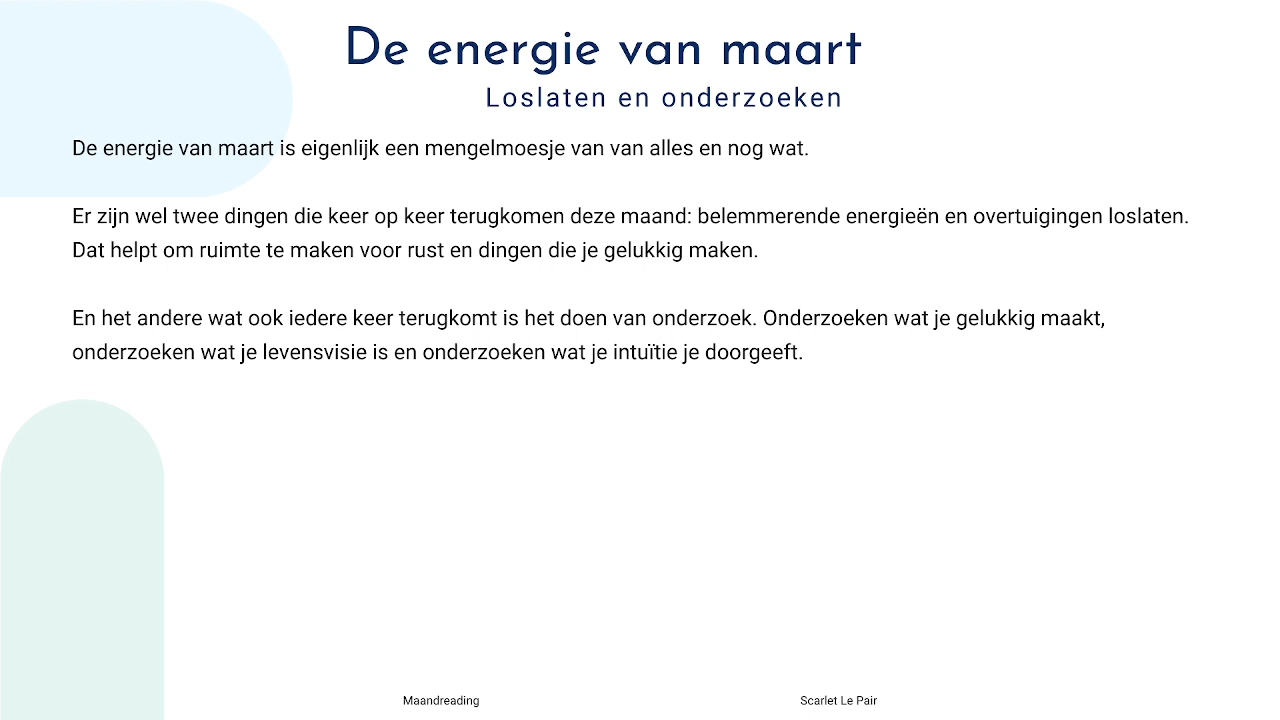 De energie van maart
Loslaten en onderzoeken
De energie van maart is eigenlijk een mengelmoesje van van alles en nog wat.
Er zijn wel twee dingen die keer op keer terugkomen deze maand: belemmerende energieën en overtuigingen loslaten.
Dat helpt om ruimte te maken voor rust en dingen die je gelukkig maken.
En het andere wat ook iedere keer terugkomt is het doen van onderzoek. Onderzoeken wat je gelukkig maakt,
onderzoeken wat je levensvisie is en onderzoeken wat je intuïtie je doorgeeft.
Maandreading
Scarlet Le Pair